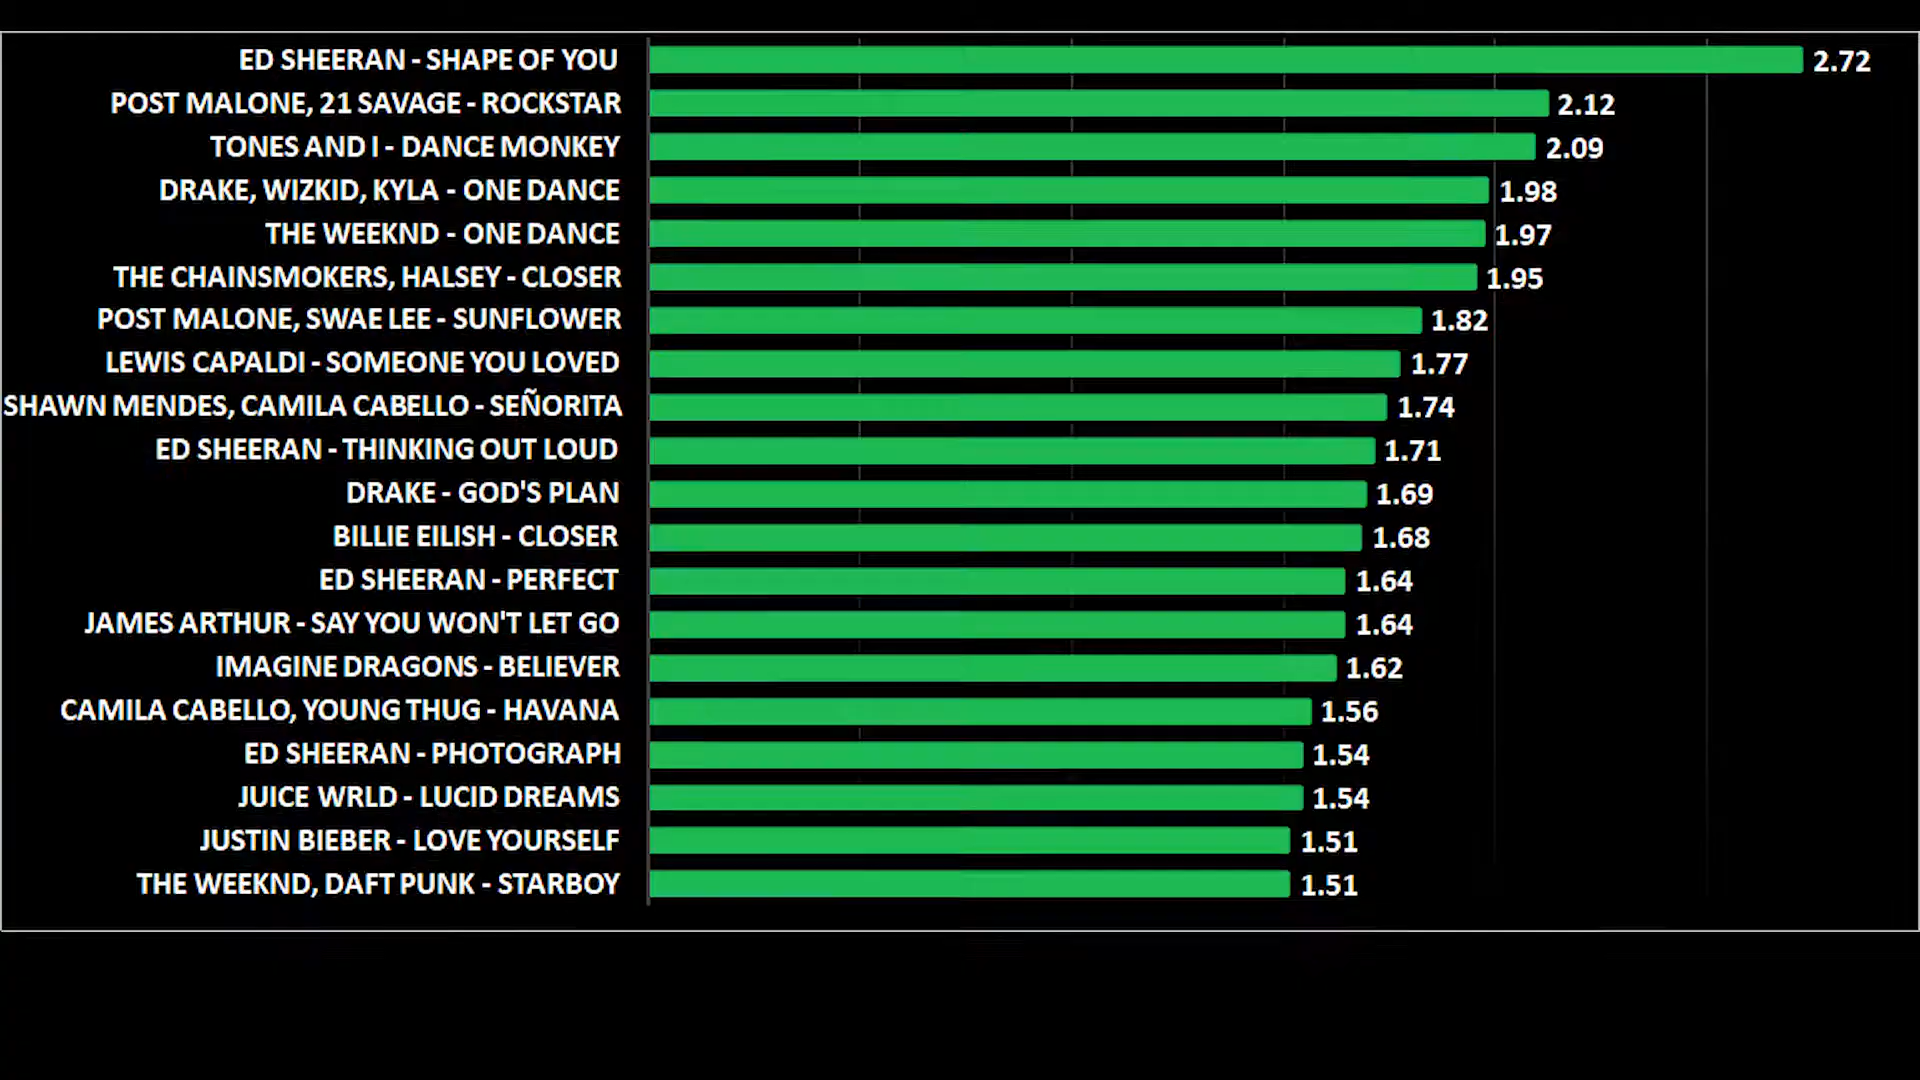 ED SHEERAN - SHAPE OF YOU 2.72
POST MALONE, 21 SAVAGE - ROCKSTAR 2.12
TONES AND I - DANCE MONKEY 2.09
DRAKE, WIZKID, KYLA - ONE DANCE 1.98
THE WEEKND - ONE DANCE 1.97
THE CHAINSMOKERS, HALSEY - CLOSER 1.95
POST MALONE, SWAE LEE - SUNFLOWER 1.82
LEWIS CAPALDI - SOMEONE YOU LOVED 1.77
SHAWN MENDES, CAMILA CABELLO - SEÑORITA 1.74
ED SHEERAN - THINKING OUT LOUD 1.71
DRAKE - GOD'S PLAN 1.69
BILLIE EILISH - CLOSER 1.68
ED SHEERAN - PERFECT 1.64
JAMES ARTHUR - SAY YOU WON'T LET GO 1.64
IMAGINE DRAGONS - BELIEVER 1.62
CAMILA CABELLO, YOUNG THUG - HAVANA 1.56
ED SHEERAN - PHOTOGRAPH 1.54
JUICE WRLD - LUCID DREAMS 1.54
JUSTIN BIEBER - LOVE YOURSELF 1.51
THE WEEKND, DAFT PUNK - STARBOY 1.51